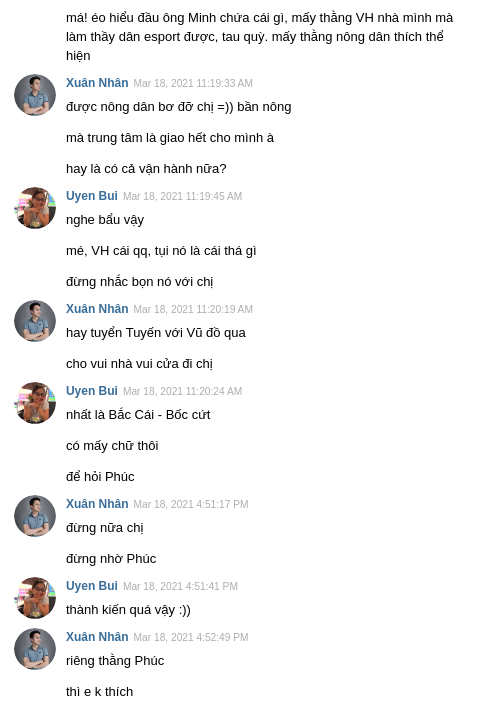 má! éo hiểu đầu ông Minh chứa cái gì, mấy thằng VH nhà mình mà
làm thầy dân esport được, tau quỳ. mấy thằng nông dân thích thể
hiện
Xuân Nhân Mar 18, 2021 11:19:33 AM
được nông dân bơ đỡ chị =)) bần nông
mà trung tâm là giao hết cho mình à
hay là có cả vận hành nữa?
Uyen Bui Mar 18, 2021 11:19:45 AM
nghe bẩu vậy
mé, VH cái qq, tụi nó là cái thá gì
đừng nhắc bọn nó với chị
Xuân Nhân Mar 18, 2021 11:20:19 AM
hay tuyển Tuyến với Vũ đồ qua
cho vui nhà vui cửa đi chị
Uyen Bui Mar 18, 2021 11:20:24 AM
nhất là Bắc Cái - Bốc cứt
có mấy chữ thôi
để hỏi Phúc
Xuân Nhân Mar 18, 2021 4:51:17 PM
đừng nữa chị
đừng nhờ Phúc
Uyen Bui Mar 18, 2021 4:51:41 PM
thành kiến quá vậy :))
Xuân Nhân Mar 18, 2021 4:52:49 PM
riêng thằng Phúc
thì e k thích